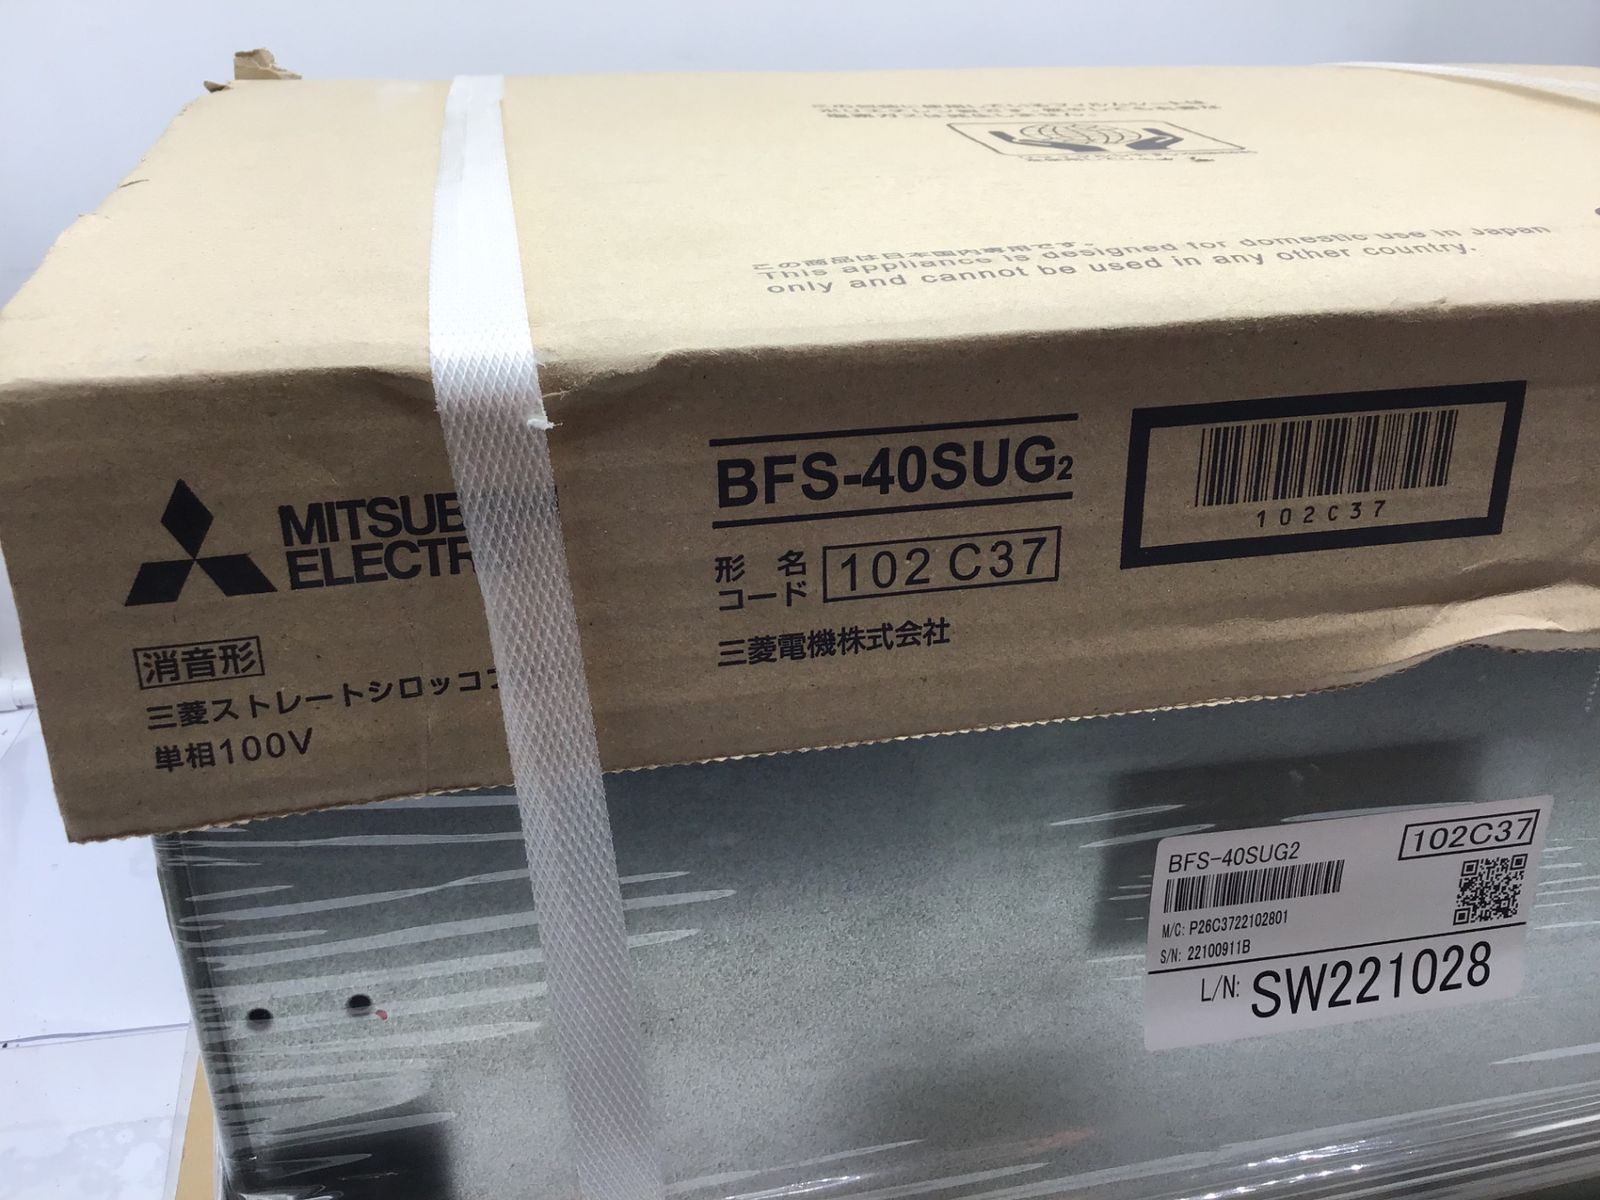 この商品は日本国内専用です。
This appliance is designed for domestic use in Japan
only and cannot be used in any other country.
MITSUB
ELECTR
消音形
三菱ストレートシロッコフ
単相100V
BFS-40SUG2
形名
コード 102C37
三菱電機株式会社
102C37
BFS-40SUG2
102C37
M/C: P26C3722102801
S/N: 22100911B
L/N: SW221028